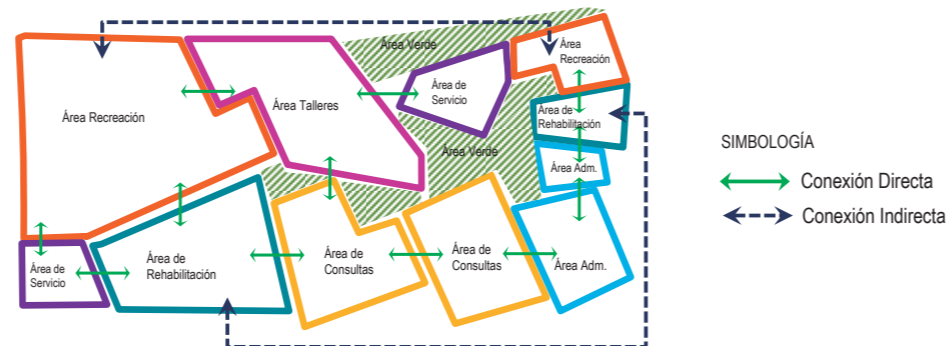 Área Verde
Área
Recreación
Área de
Servicio
Área Recreación
Área Talleres
Área de
Rehabilitación
Área Verde
Área Adm.
Área de
Servicio
Área de
Rehabilitación
Área de
Consultas
Área de
Consultas
Área Adm.
SIMBOLOGÍA
Conexión Directa
Conexión Indirecta